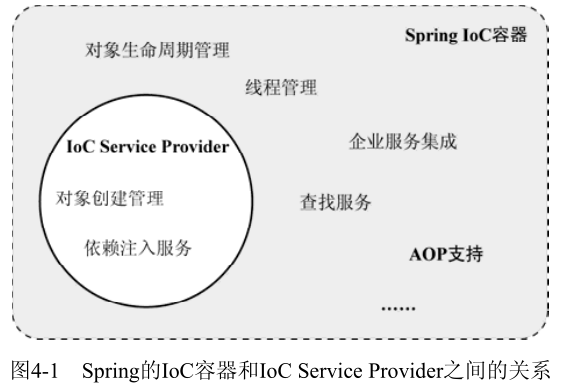 Spring IoC容器
对象生命周期管理
线程管理
IoC Service Provider
企业服务集成
对象创建管理
查找服务
依赖注入服务
AOP支持
......
图4-1 Spring的IoC容器和IoC Service Provider之间的关系